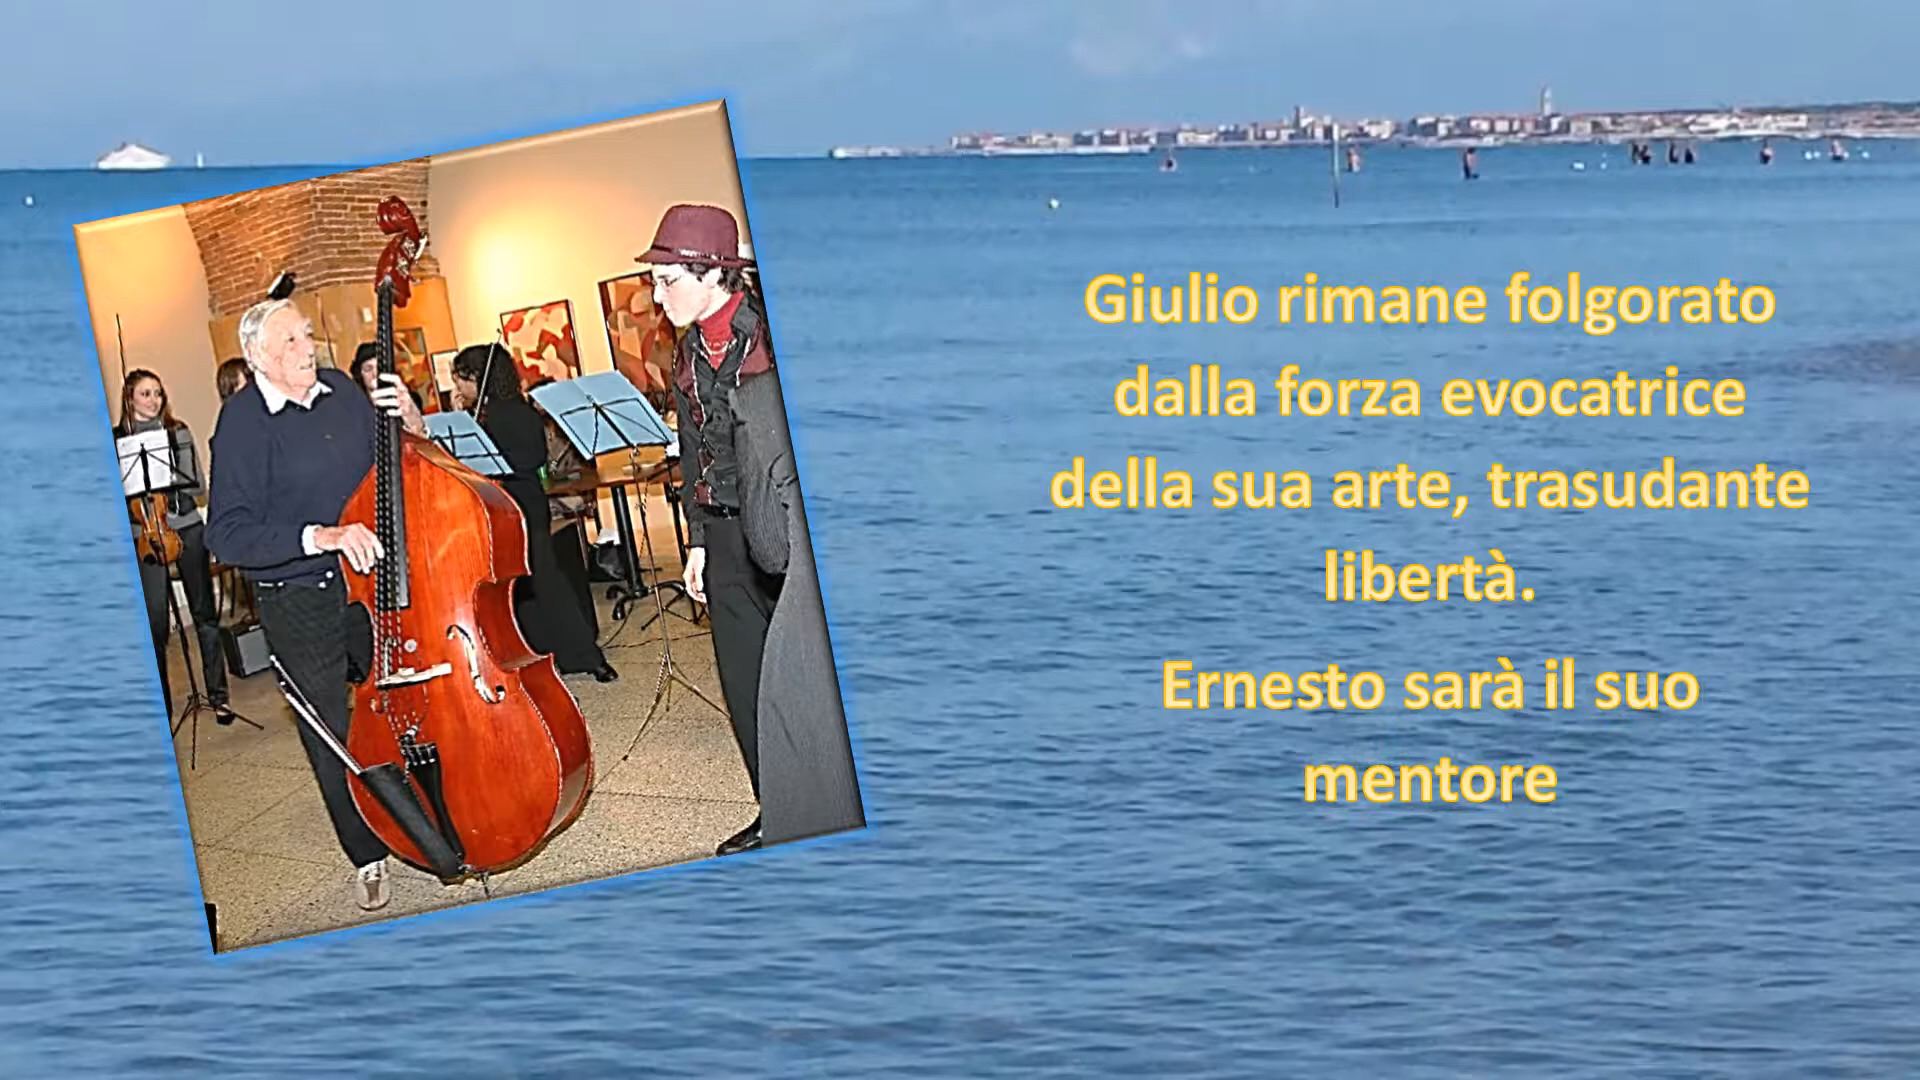 Giulio rimane folgorato
dalla forza evocatrice
della sua arte, trasudante
libertà.
Ernesto sarà il suo
mentore